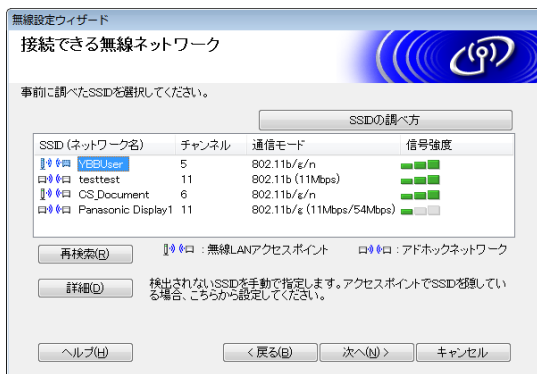 無線設定ウィザード
接続できる無線ネットワーク
事前に調べたSSIDを選択してください。
SSIDの調べ方
SSID (ネットワーク名) チャンネル 通信モード 信号強度
YBBUser 5 802.11b/g/n
testtest 11 802.11b (11Mbps)
CS_Document 6 802.11b/g/n
Panasonic Display1 11 802.11b/g (11Mbps/54Mbps)
再検索(R) :無線LANアクセスポイント :アドホックネットワーク
詳細(D) 検出されないSSIDを手動で指定します。アクセスポイントでSSIDを隠してい
る場合、こちらから設定してください。
ヘルプ(H) < 戻る(B) 次へ(N) > キャンセル